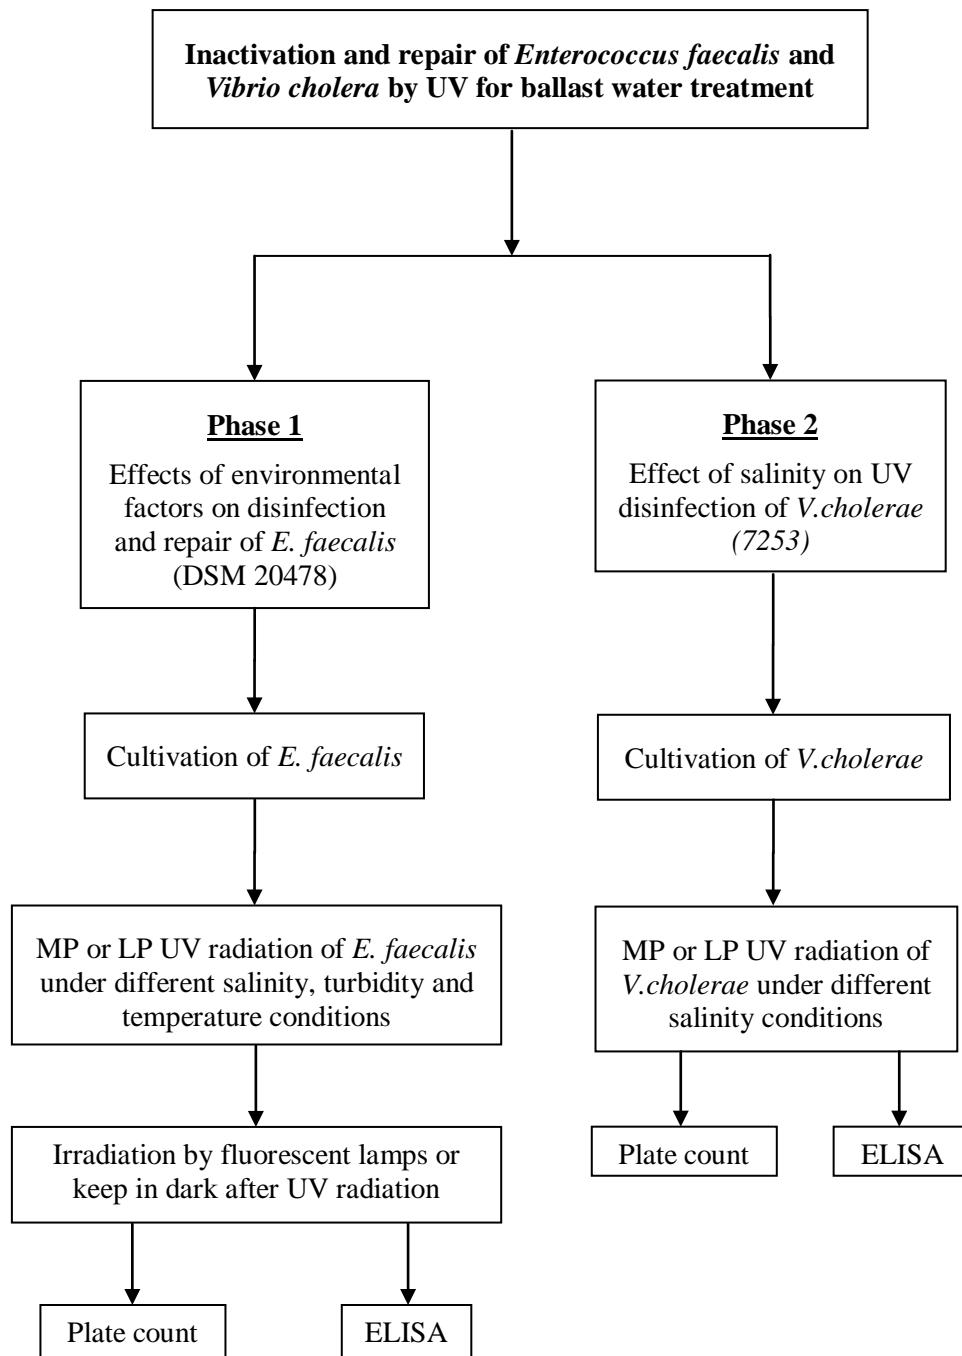 Inactivation and repair of Enterococcus faecalis and
Vibrio cholera by UV for ballast water treatment
Phase 1
Effects of environmental
factors on disinfection
and repair of E. faecalis
(DSM 20478)
Phase 2
Effect of salinity on UV
disinfection of V.cholerae
(7253)
Cultivation of E. faecalis
Cultivation of V.cholerae
MP or LP UV radiation of E. faecalis
under different salinity, turbidity and
temperature conditions
MP or LP UV radiation of
V.cholerae under different
salinity conditions
Irradiation by fluorescent lamps or
keep in dark after UV radiation
Plate count
ELISA
Plate count
ELISA